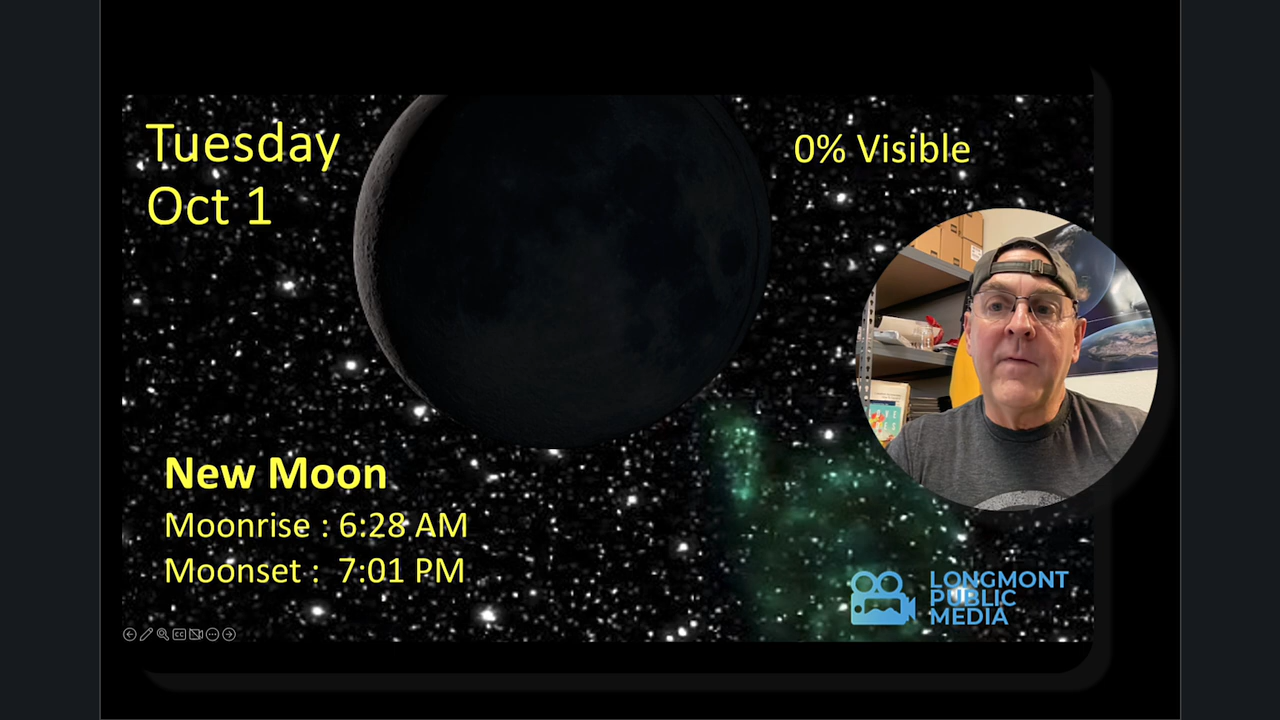 Tuesday
Oct 1
0% Visible
New Moon
Moonrise : 6:28 AM
Moonset : 7:01 PM
LONGMONT
PUBLIC
MEDIA